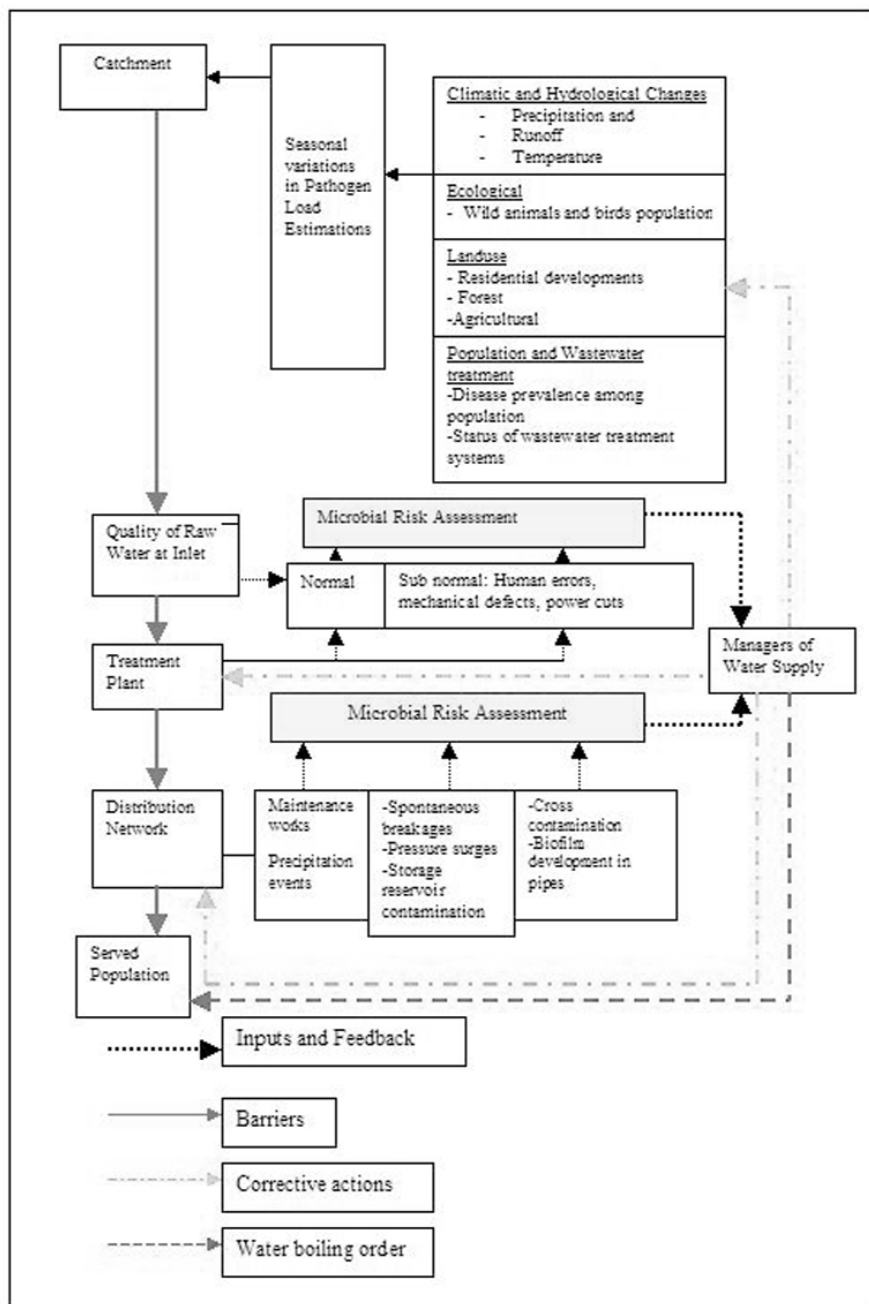 Catchment
Seasonal
variations
in Pathogen
Load
Estimations
Climatic and Hydrological Changes
- Precipitation and
- Runoff
- Temperature
Ecological
- Wild animals and birds population
Landuse
- Residential developments
- Forest
-Agricultural
Population and Wastewater
treatment
-Disease prevalence among
population
-Status of wastewater treatment
systems
Quality of Raw
Water at Inlet
Microbial Risk Assessment
Normal
Sub normal: Human errors,
mechanical defects, power cuts
Treatment
Plant
Managers of
Water Supply
Microbial Risk Assessment
Distribution
Network
Maintenance
works
Precipitation
events
-Spontaneous
breakages
-Pressure surges
-Storage
reservoir
contamination
-Cross
contamination
-Biofilm
development in
pipes
Served
Population
Inputs and Feedback
Barriers
Corrective actions
Water boiling order